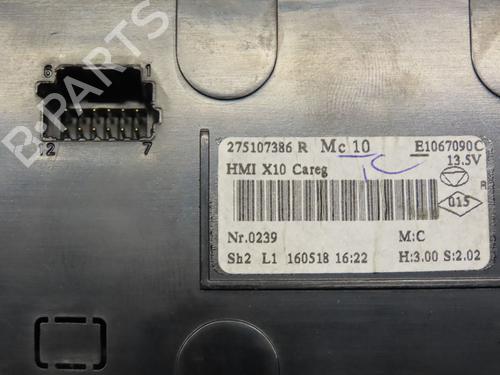 6 1
12 7
B-PARTS
275107386 R Mc 10 E1067090C
13.5V
HMI X10 Careg
015
R
Nr.0239 M:C
Sh2 L1 160518 16:22 H:3.00 S:2.02